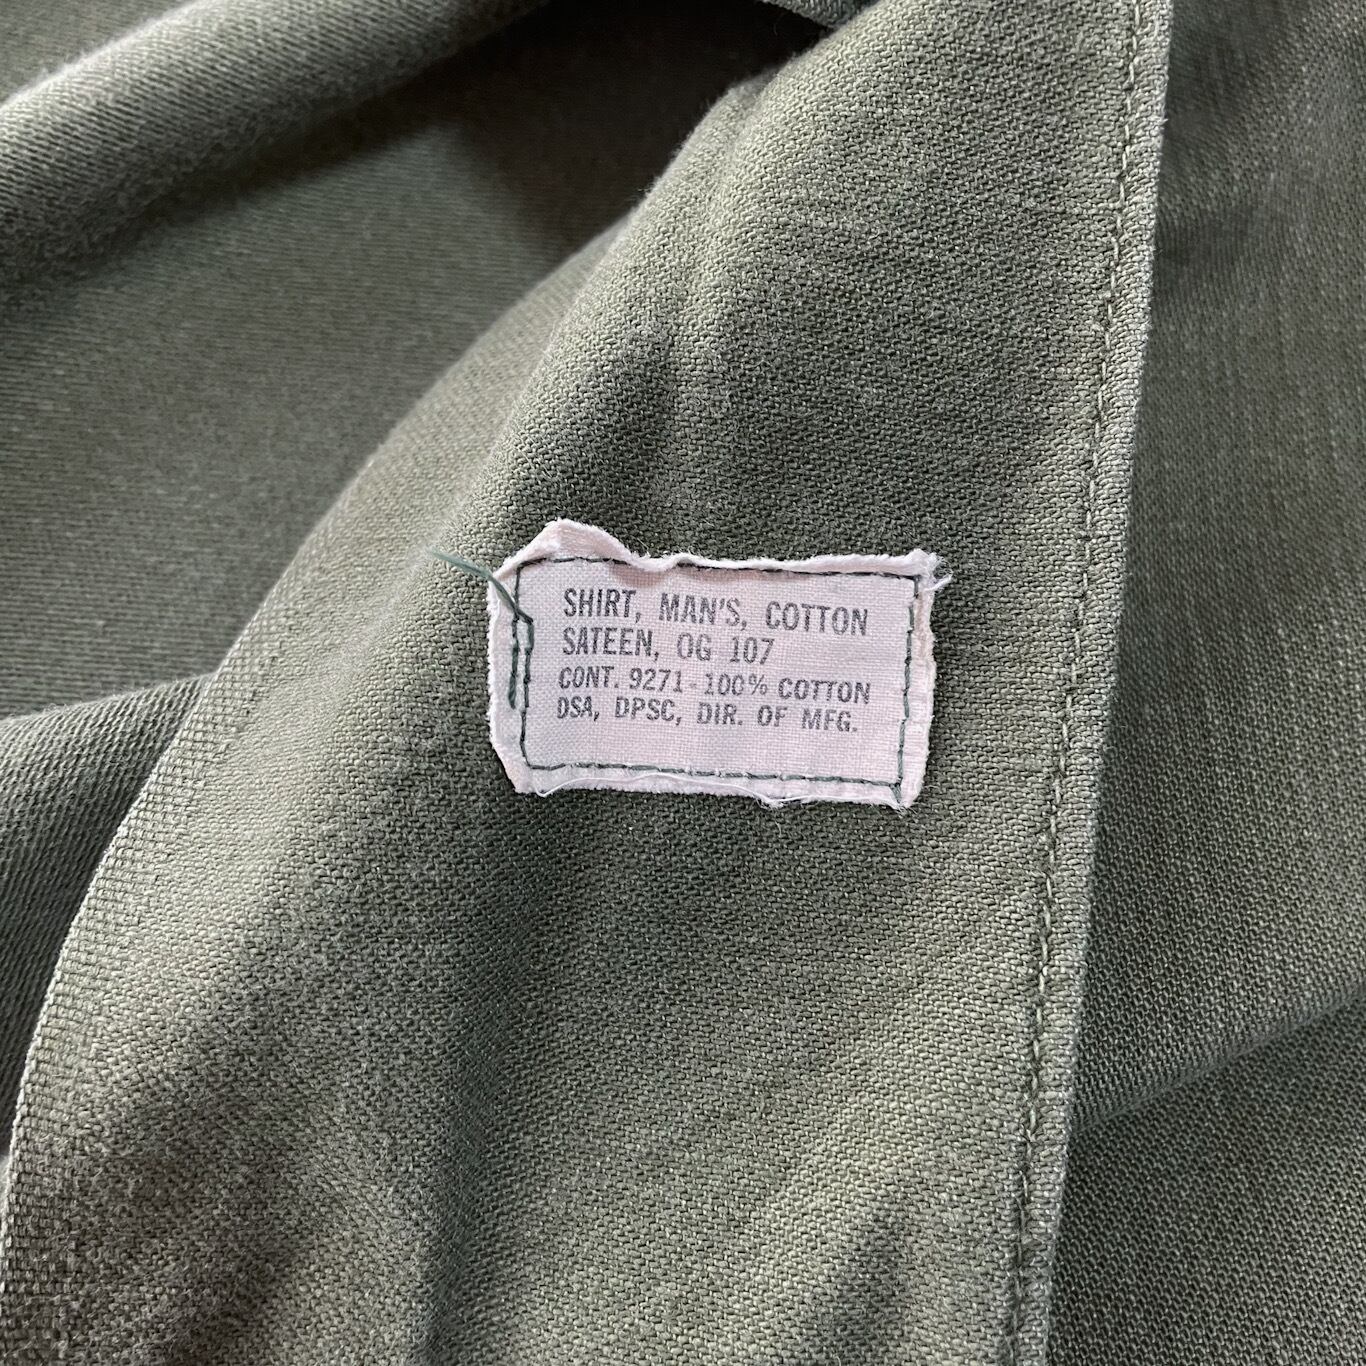 SHIRT, MAN'S, COTTON
SATEEN, OG 107
CONT. 9271-100% COTTON
DSA, DPSC, DIR. OF MFG.